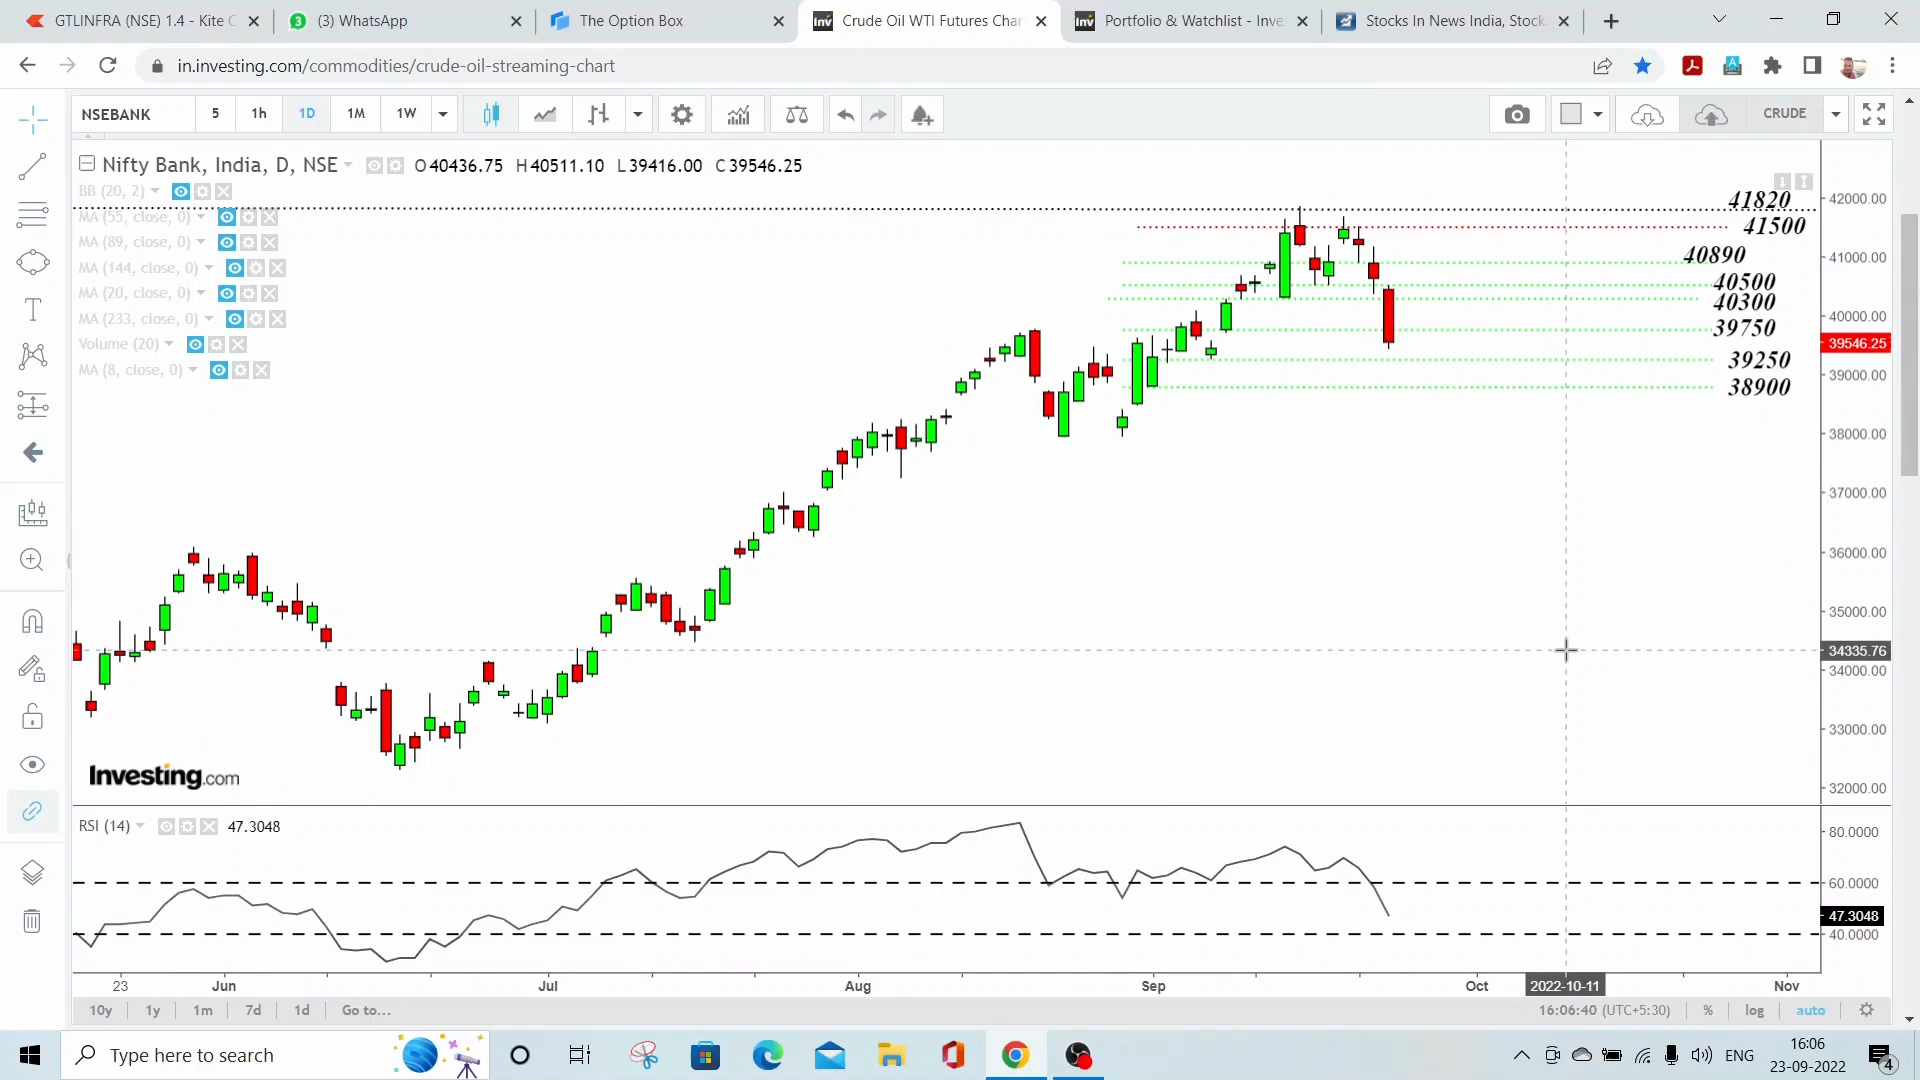 GTLINFRA (NSE) 1.4 - Kite
(3) WhatsApp
The Option Box
Crude Oil WTI Futures Char
Portfolio & Watchlist - Inve
Stocks In News India, Stock
in.investing.com/commodities/crude-oil-streaming-chart
NSEBANK 5 1h 1D 1M 1W CRUDE
Nifty Bank, India, D, NSE O40436.75 H40511.10 L39416.00 C39546.25
BB (20, 2)
MA (55, close, 0)
MA (89, close, 0)
MA (144, close, 0)
MA (20, close, 0)
MA (233, close, 0)
Volume (20)
MA (8, close, 0)
41820
41500
40890
40500
40300
39750
39250
38900
42000.00
41000.00
40000.00
39546.25
39000.00
38000.00
37000.00
36000.00
35000.00
34335.76
34000.00
33000.00
32000.00
Investing.com
RSI (14) 47.3048
80.0000
60.0000
47.3048
40.0000
23 Jun Jul Aug Sep Oct 2022-10-11 Nov
10y 1y 1m 7d 1d Go to... 16:06:40 (UTC+5:30) % log auto
Type here to search
ENG
16:06
23-09-2022
4